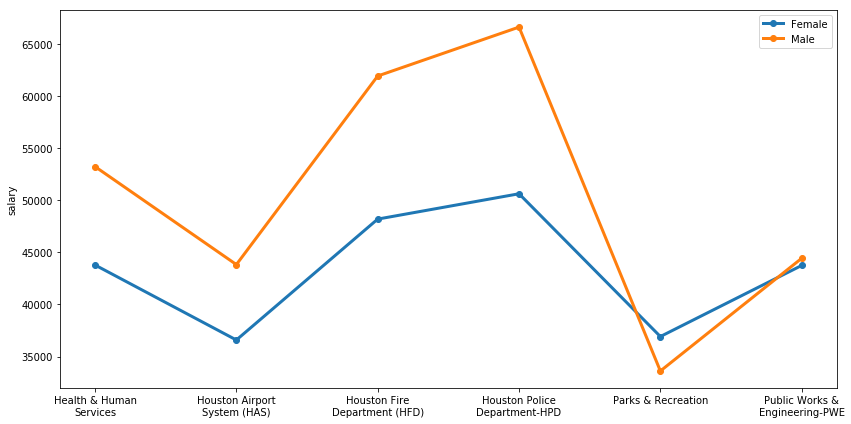 Female
Male
65000
60000
55000
50000
45000
40000
35000
salary
Health & Human
Services
Houston Airport
System (HAS)
Houston Fire
Department (HFD)
Houston Police
Department-HPD
Parks & Recreation
Public Works &
Engineering-PWE